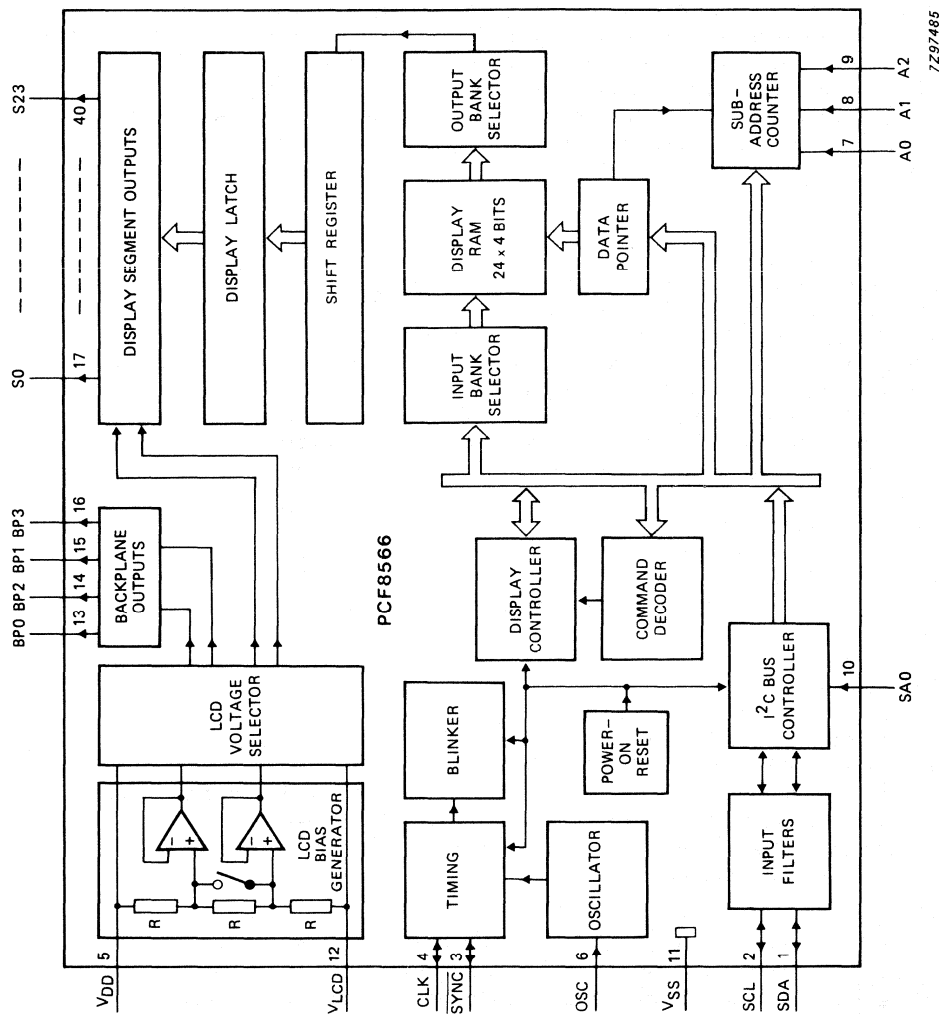 S0
S23
17
40
BP0 BP2 BP1 BP3
13 14 15 16
DISPLAY SEGMENT OUTPUTS
BACKPLANE
OUTPUTS
DISPLAY LATCH
SHIFT REGISTER
LCD
VOLTAGE
SELECTOR
LCD
BIAS
GENERATOR
- +
- +
R R R
VDD 5
VLCD 12
PCF8566
INPUT
BANK
SELECTOR
DISPLAY
RAM
24 x 4 BITS
OUTPUT
BANK
SELECTOR
TIMING
BLINKER
DISPLAY
CONTROLLER
COMMAND
DECODER
DATA
POINTER
SUB-
ADDRESS
COUNTER
OSCILLATOR
POWER-
ON
RESET
INPUT
FILTERS
I²C BUS
CONTROLLER
CLK 4
SYNC 3
OSC 6
VSS 11
SCL 2
SDA 1
10
SA0
7 8 9
A0 A1 A2
7Z97485